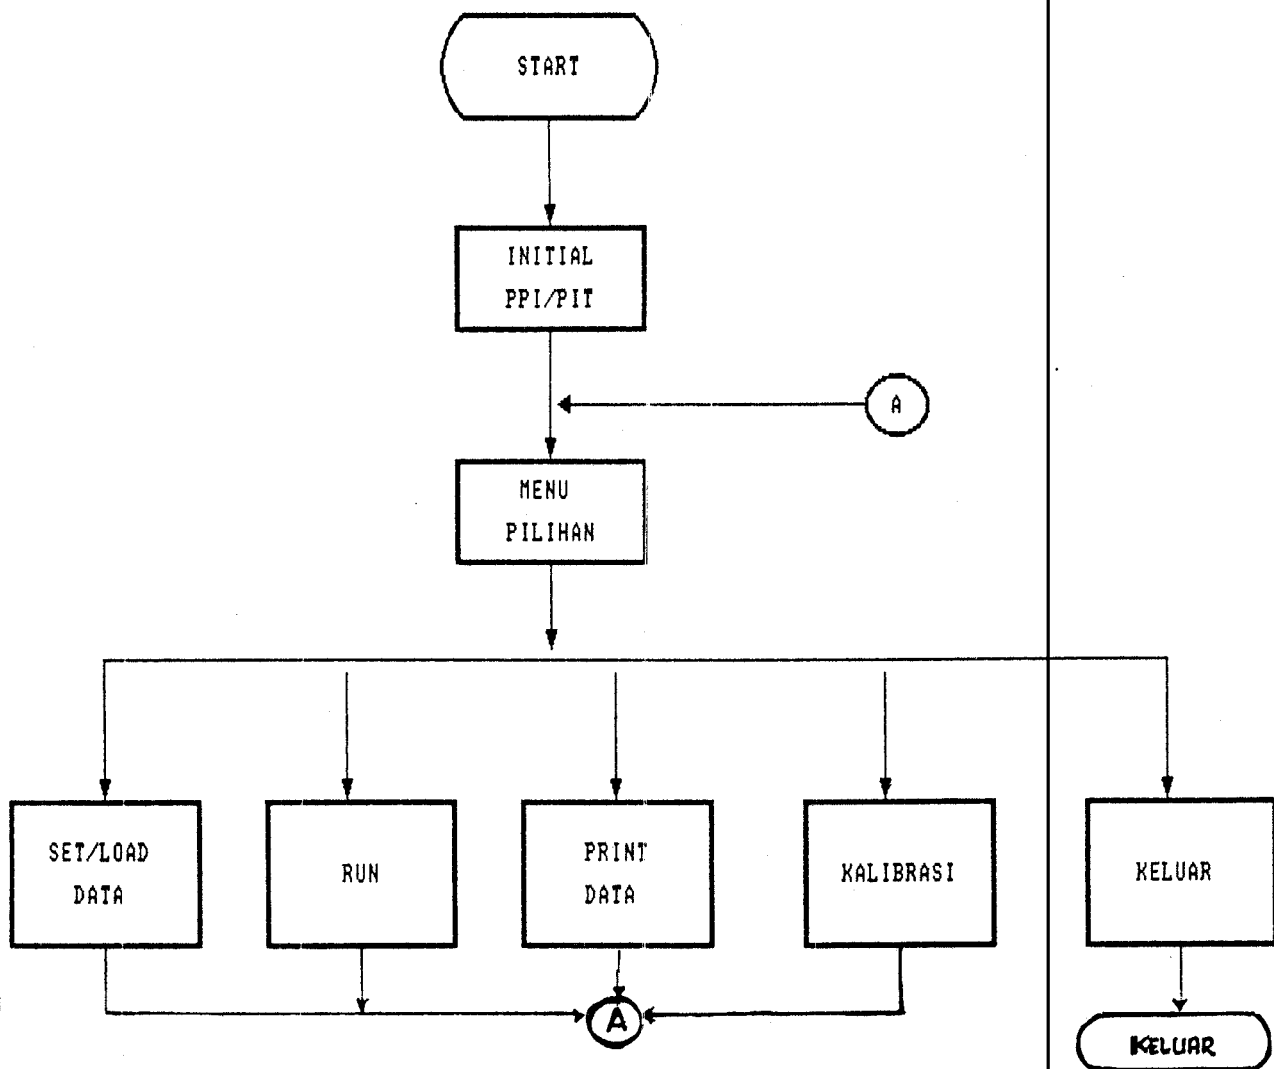 START
INITIAL
PPI/PIT
A
MENU
PILIHAN
SET/LOAD
DATA
RUN
PRINT
DATA
KALIBRASI
KELUAR
A
KELUAR